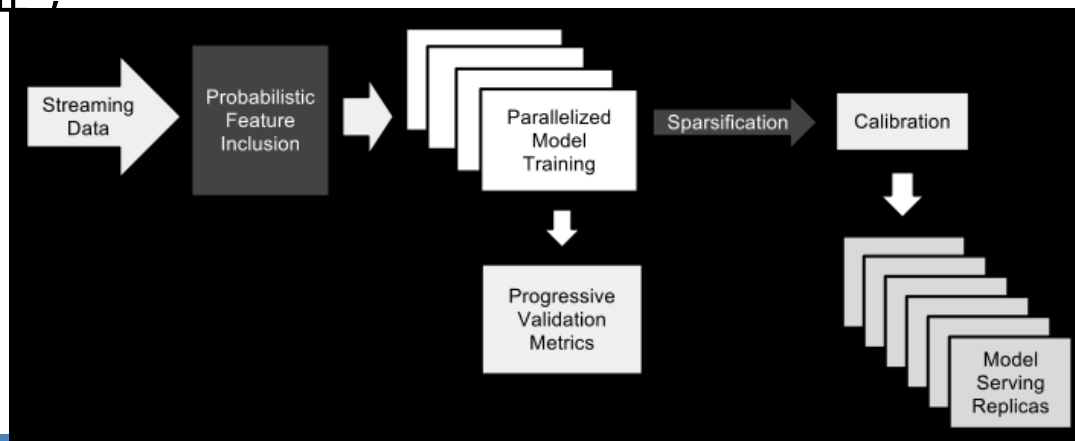 Streaming
Data
Probabilistic
Feature
Inclusion
Parallelized
Model
Training
Sparsification
Calibration
Progressive
Validation
Metrics
Model
Serving
Replicas